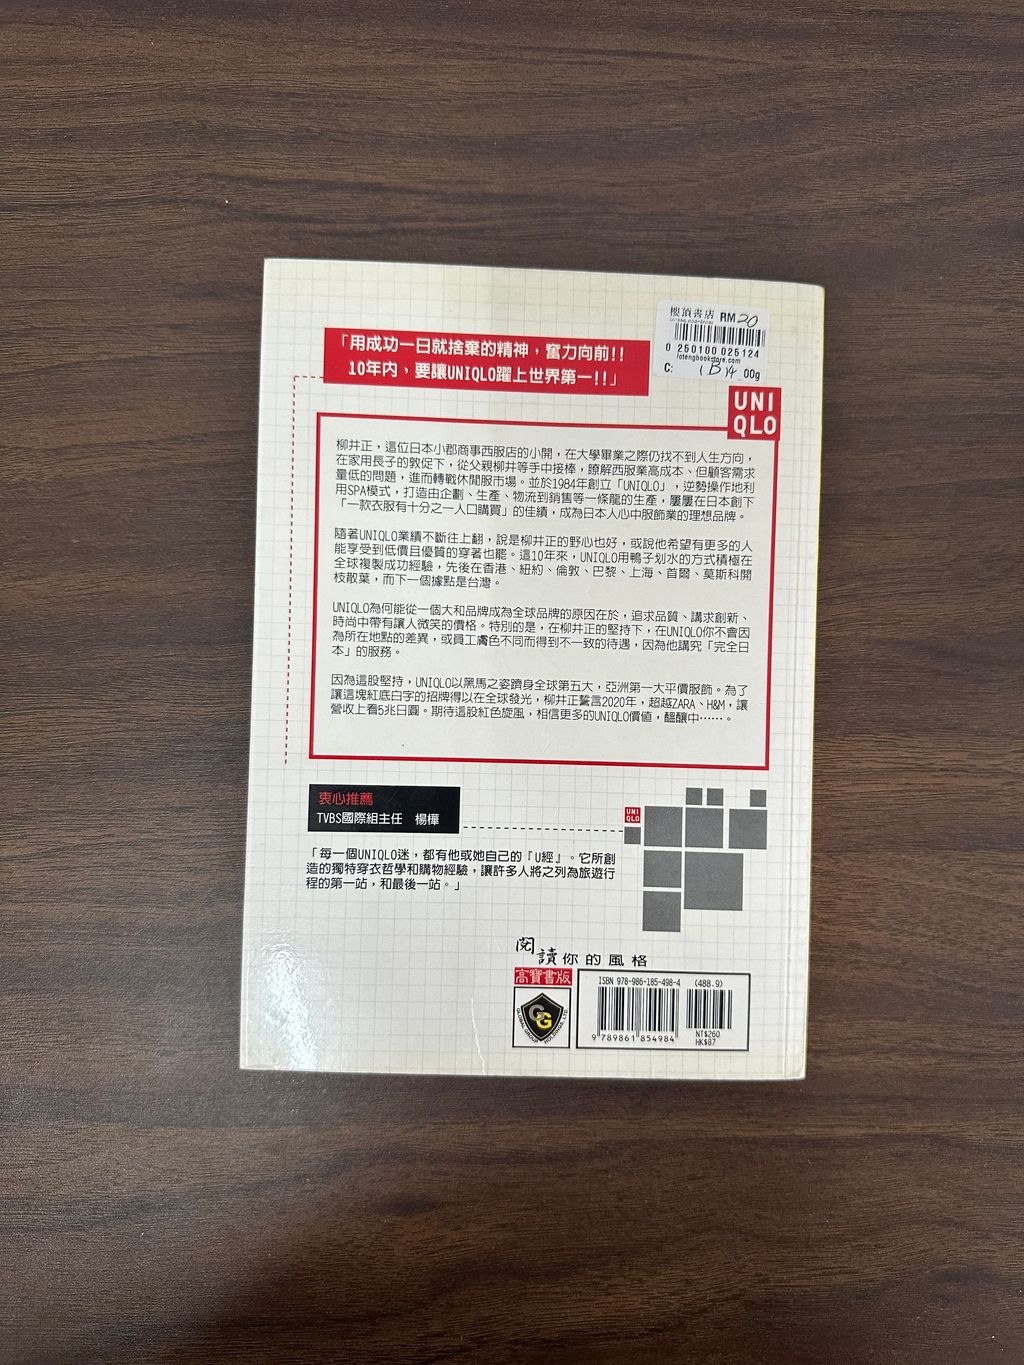 樓頂書店 RM20
0 250100 025124
lotengbookstore.com
C: 00g
「用成功一日就捨棄的精神，奮力向前!!
10年內，要讓UNIQLO躍上世界第一!!」
UNI
QLO
柳井正，這位日本小郡商事西服店的小開，在大學畢業之際仍找不到人生方向，
在家用長子的敦促下，從父親柳井等手中接棒，瞭解西服業高成本、但顧客需求
量低的問題，進而轉戰休閒服市場。並於1984年創立「UNIQLO」，逆勢操作地利
用SPA模式，打造由企劃、生產、物流到銷售等一條龍的生產，屢屢在日本創下
「一款衣服有十分之一人口購買」的佳績，成為日本人心中服飾業的理想品牌。
隨著UNIQLO業績不斷往上翻，說是柳井正的野心也好，或說他希望有更多的人
能享受到低價且優質的穿著也罷。這10年來，UNIQLO用鴨子划水的方式積極在
全球複製成功經驗，先後在香港、紐約、倫敦、巴黎、上海、首爾、莫斯科開
枝散葉，而下一個據點是台灣。
UNIQLO為何能從一個大和品牌成為全球品牌的原因在於，追求品質、講求創新、
時尚中帶有讓人微笑的價格。特別的是，在柳井正的堅持下，在UNIQLO你不會因
為所在地點的差異，或員工膚色不同而得到不一致的待遇，因為他講究「完全日
本」的服務。
因為這股堅持，UNIQLO以黑馬之姿躋身全球第五大，亞洲第一大平價服飾。為了
讓這塊紅底白字的招牌得以在全球發光，柳井正誓言2020年，超越ZARA、H&M，讓
營收上看5兆日圓。期待這股紅色旋風，相信更多的UNIQLO價值，醞釀中……。
衷心推薦
TVBS國際組主任　楊樺
UNI
QLO
「每一個UNIQLO迷，都有他或她自己的『U經』。它所創
造的獨特穿衣哲學和購物經驗，讓許多人將之列為旅遊行
程的第一站，和最後一站。」
閱讀你的風格
高寶書版
GLOBAL GROUP HOLDINGS, LTD
ISBN 978-986-185-498-4 (488.9)
9 789861 854984
NT$260
HK$87